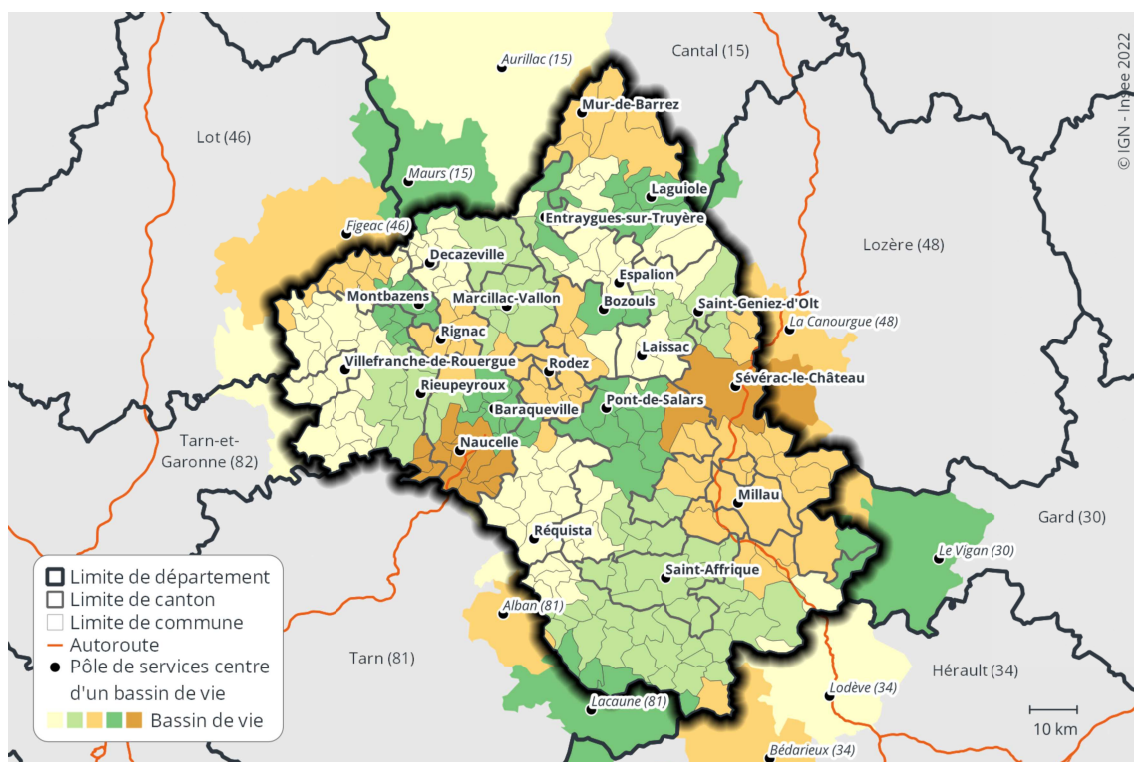 Aurillac (15)
Cantal (15)
© IGN - Insee 2022
Mur-de-Barrez
Lot (46)
Maurs (15)
Laguiole
Entraygues-sur-Truyère
Figeac (46)
Lozère (48)
Decazeville
Espalion
Montbazens
Marcillac-Vallon
Bozouls
Saint-Geniez-d'Olt
La Canourgue (48)
Rignac
Laissac
Villefranche-de-Rouergue
Rodez
Sévérac-le-Château
Rieupeyroux
Pont-de-Salars
Baraqueville
Tarn-et-
Garonne (82)
Naucelle
Millau
Gard (30)
Réquista
Le Vigan (30)
Saint-Affrique
Alban (81)
Tarn (81)
Hérault (34)
Lodève (34)
Lacaune (81)
Bédarieux (34)
10 km
Limite de département
Limite de canton
Limite de commune
Autoroute
Pôle de services centre
d'un bassin de vie
Bassin de vie